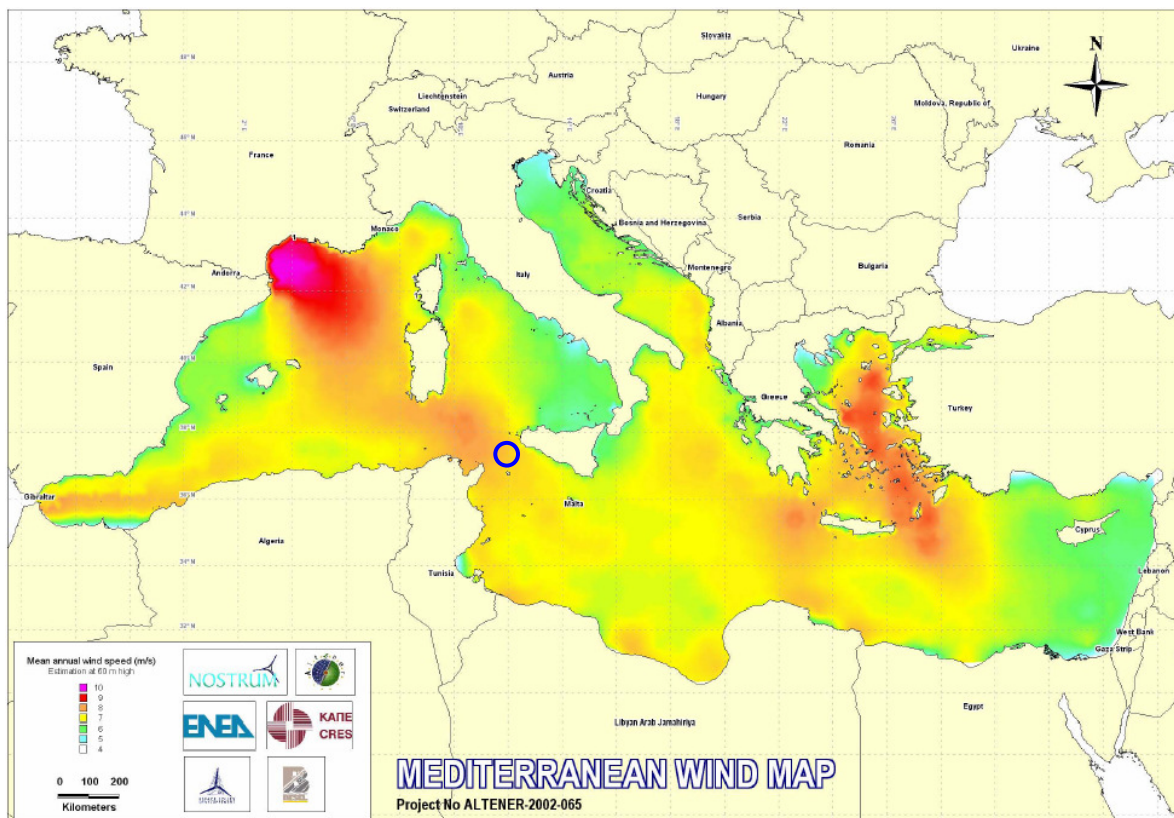 Slovakia
Ukraine
N
Austria
Liechtenstein
Switzerland
Hungary
Moldova, Republic of
France
Romania
Croatia
Bosnia and Herzegovina
Serbia
Monaco
Andorra
Italy
Montenegro
Bulgaria
Albania
Spain
Greece
Turkey
Gibraltar
Malta
Cyprus
Algeria
Tunisia
Lebanon
West Bank
Gaza Strip
Libyan Arab Jamahiriya
Egypt
Mean annual wind speed (m/s)
Estimation at 60 m high
10
9
8
7
6
5
4
0 100 200
Kilometers
NOSTRUM
ENEA
ΚΑΠΕ
CRES
MEDITERRANEAN WIND MAP
Project No ALTENER-2002-065